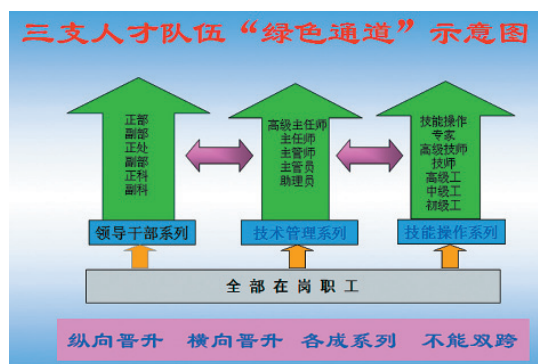 三支人才队伍“绿色通道”示意图
正部
副部
正处
副部
正科
副科
高级主任师
主任师
主管师
主管员
助理员
技能操作
专家
高级技师
技师
高级工
中级工
初级工
领导干部系列
技术管理系列
技能操作系列
全部在岗职工
纵向晋升 横向晋升 各成系列 不能双跨